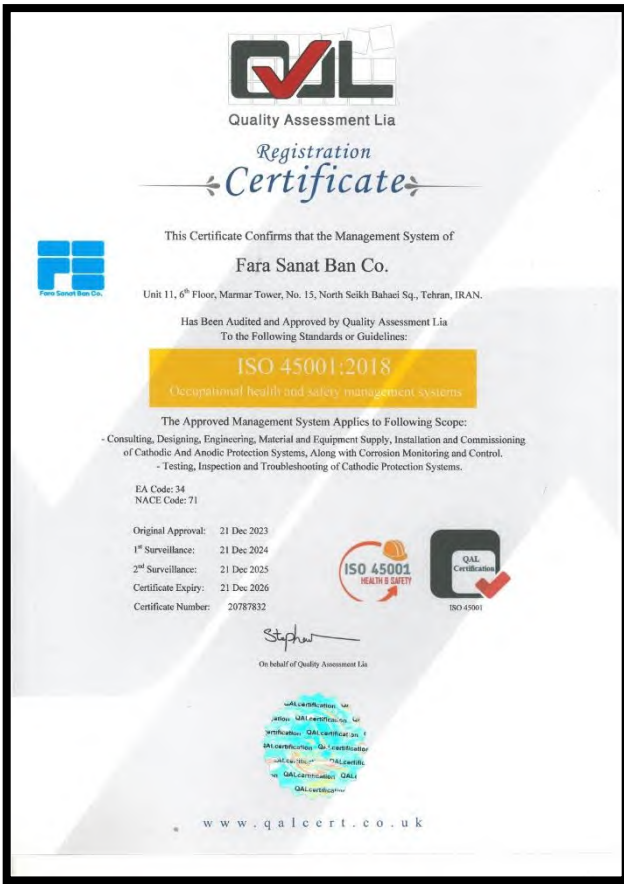 QAL
Quality Assessment Lia
Registration
Certificate
This Certificate Confirms that the Management System of
Fara Sanat Ban Co.
Fara Sanat Ban Co.
Unit 11, 6th Floor, Marmar Tower, No. 15, North Seikh Bahaei Sq., Tehran, IRAN.
Has Been Audited and Approved by Quality Assessment Lia
To the Following Standards or Guidelines:
ISO 45001:2018
Occupational health and safety management systems
The Approved Management System Applies to Following Scope:
- Consulting, Designing, Engineering, Material and Equipment Supply, Installation and Commissioning
of Cathodic And Anodic Protection Systems, Along with Corrosion Monitoring and Control.
- Testing, Inspection and Troubleshooting of Cathodic Protection Systems.
EA Code: 34
NACE Code: 71
Original Approval: 21 Dec 2023
1st Surveillance: 21 Dec 2024
2nd Surveillance: 21 Dec 2025
Certificate Expiry: 21 Dec 2026
Certificate Number: 20787832
ISO 45001
HEALTH & SAFETY
QAL
Certification
ISO 45001
On behalf of Quality Assessment Lia
QALcertification
QALcertification
QALcertification
QALcertification
QALcertification
QALcertification
www.qalcert.co.uk